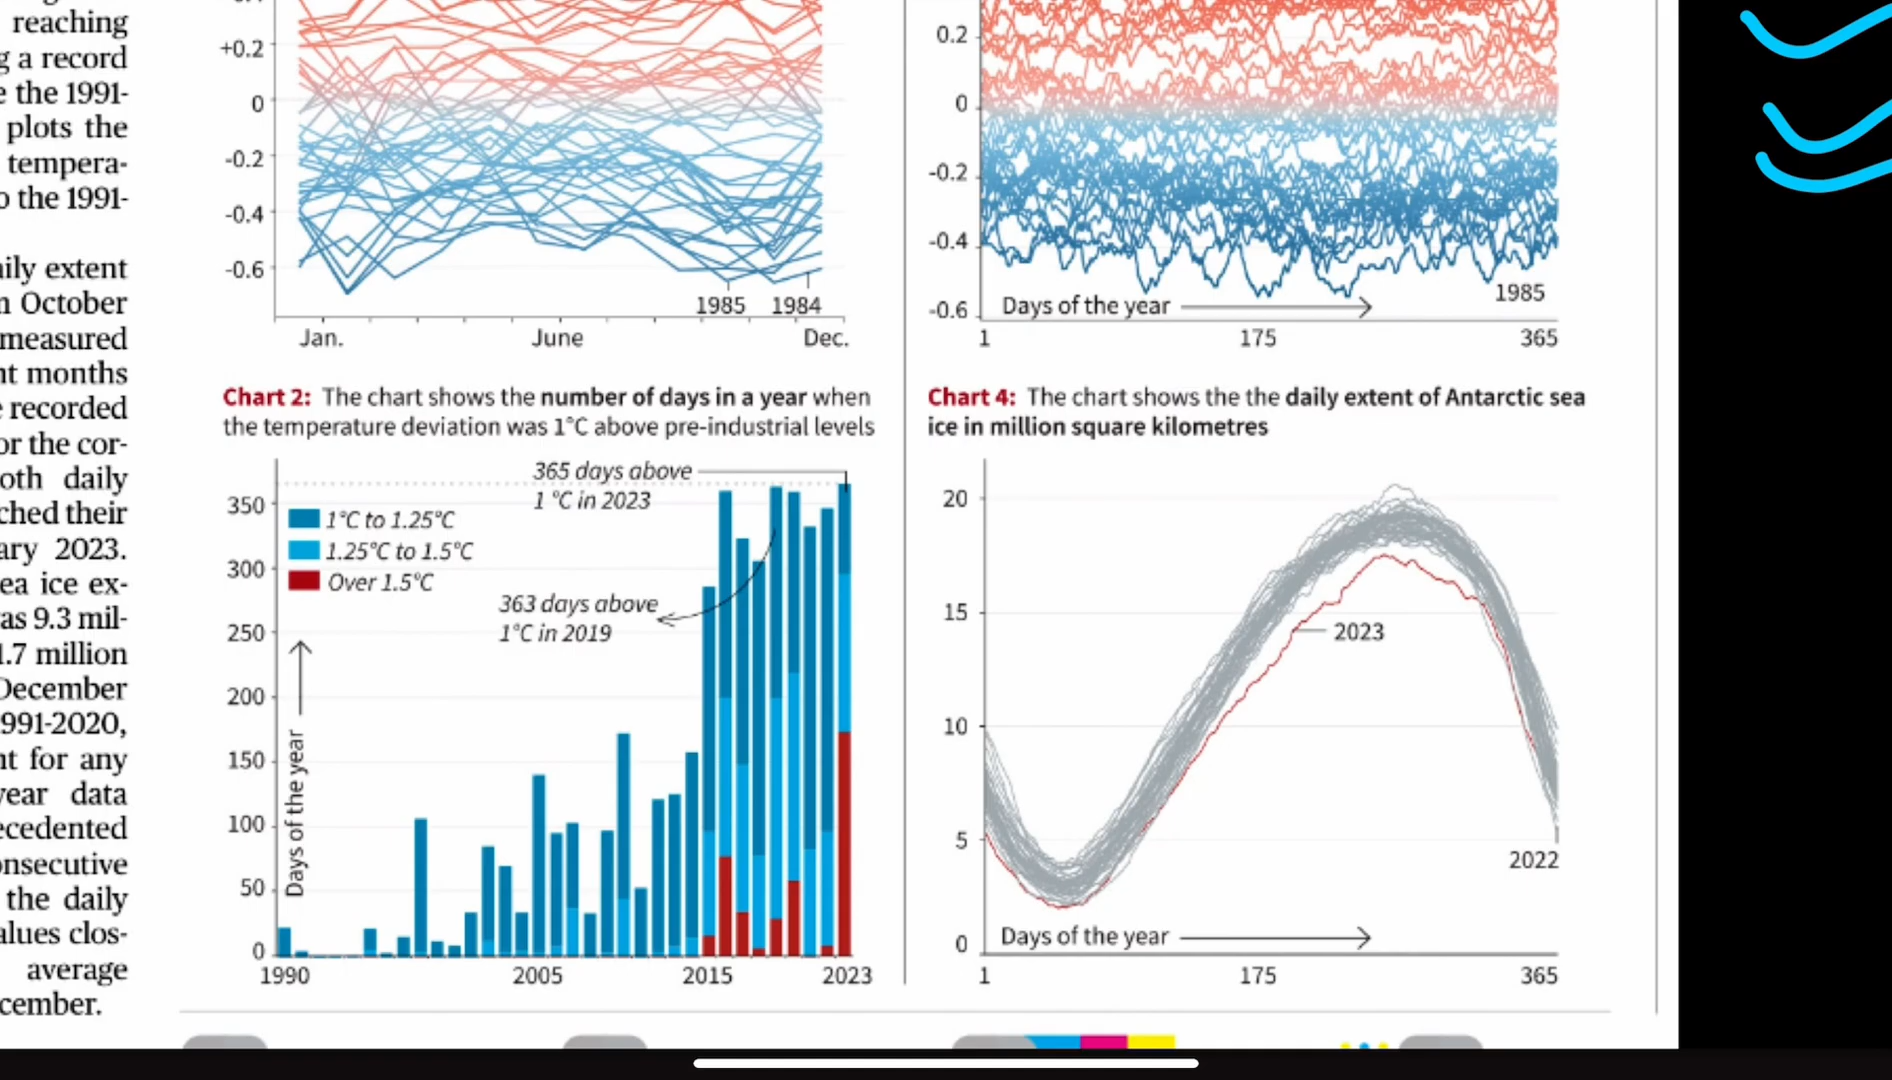 reaching
g a record
e the 1991-
plots the
tempera-
o the 1991-
ily extent
n October
measured
nt months
e recorded
or the cor-
oth daily
ched their
ary 2023.
ea ice ex-
as 9.3 mil-
1.7 million
December
1991-2020,
nt for any
year data
ecedented
onsecutive
the daily
alues clos-
average
cember.
+0.2
0
-0.2
-0.4
-0.6
1985 1984
Jan. June Dec.
0.2
0
-0.2
-0.4
-0.6
Days of the year
1985
1 175 365
Chart 2: The chart shows the number of days in a year when
the temperature deviation was 1°C above pre-industrial levels
365 days above
1 °C in 2023
1°C to 1.25°C
1.25°C to 1.5°C
Over 1.5°C
363 days above
1°C in 2019
Days of the year
350
300
250
200
150
100
50
0
1990 2005 2015 2023
Chart 4: The chart shows the the daily extent of Antarctic sea
ice in million square kilometres
20
15
10
5
0
2023
2022
Days of the year
1 175 365